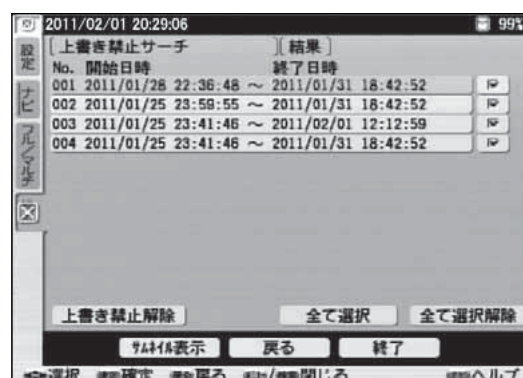 2011/02/01 20:29:06 99%
設定
ナビ
フル/マルチ
[上書き禁止サーチ ][結果]
No. 開始日時 終了日時
001 2011/01/28 22:36:48 ～ 2011/01/31 18:42:52
002 2011/01/25 23:59:55 ～ 2011/01/31 18:42:52
003 2011/01/25 23:41:46 ～ 2011/02/01 12:12:59
004 2011/01/25 23:41:46 ～ 2011/01/31 18:42:52
上書き禁止解除 全て選択 全て選択解除
サムネイル表示 戻る 終了
選択 確定 戻る 閉じる ヘルプ